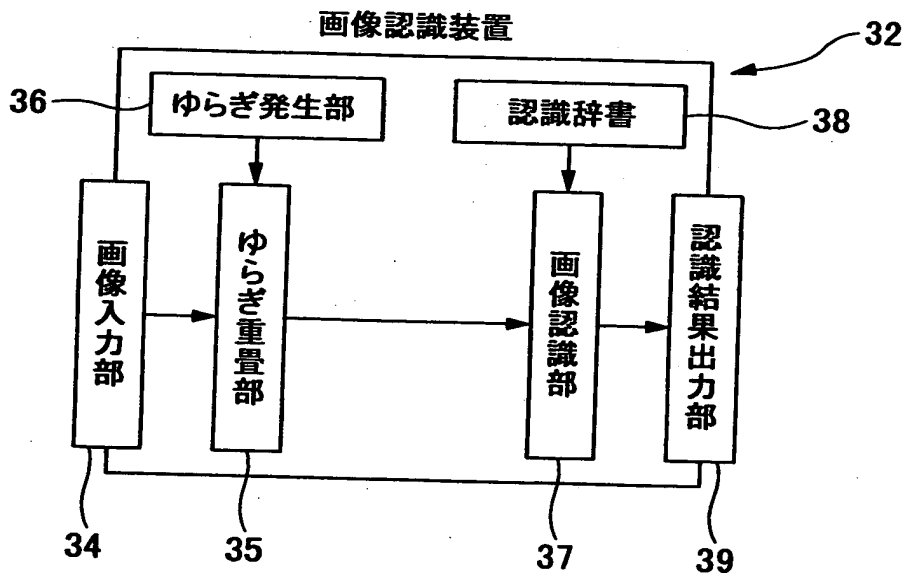 画像認識装置
32
36
ゆらぎ発生部
認識辞書
38
画像入力部
ゆらぎ重畳部
画像認識部
認識結果出力部
34
35
37
39